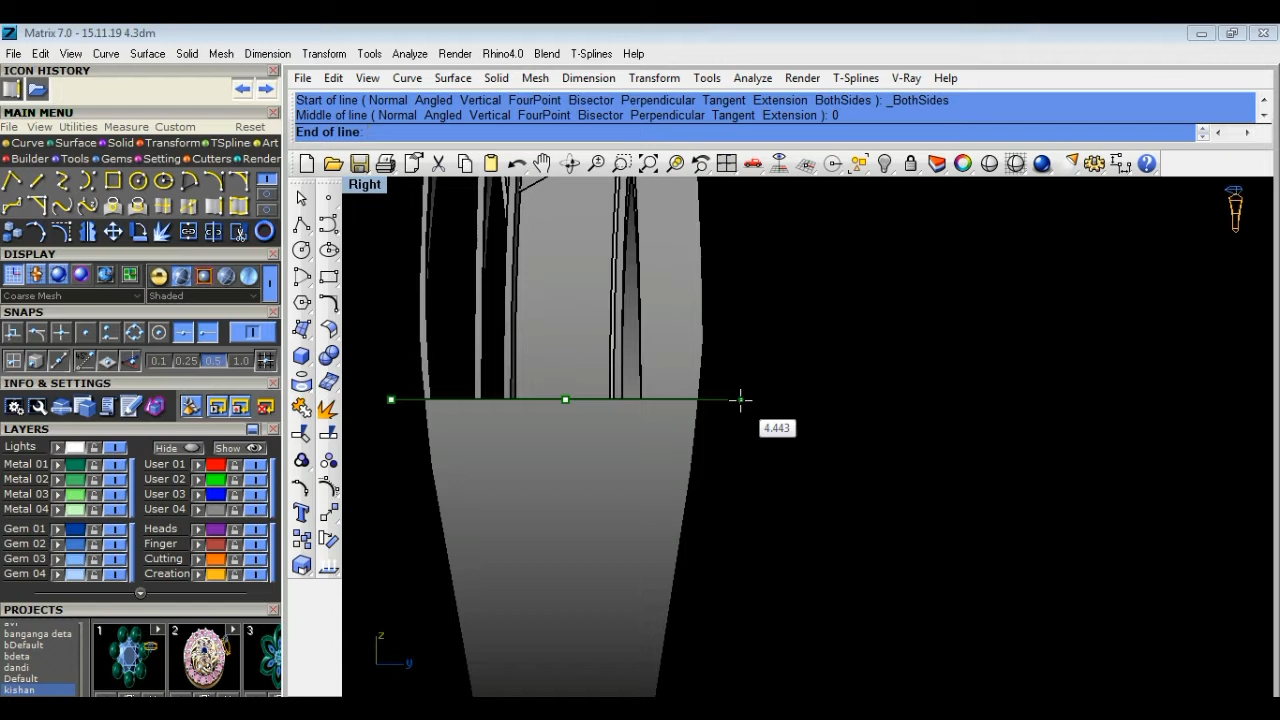 Matrix 7.0 - 15.11.19 4.3dm
File Edit View Curve Surface Solid Mesh Dimension Transform Tools Analyze Render Rhino4.0 Blend T-Splines Help
ICON HISTORY
MAIN MENU
File View Utilities Measure Custom Reset
Curve Surface Solid Transform TSpline Art
Builder Tools Gems Setting Cutters Render
DISPLAY
Coarse Mesh Shaded
SNAPS
0.1 0.25 0.5 1.0
INFO & SETTINGS
LAYERS
Lights Hide Show
Metal 01 User 01
Metal 02 User 02
Metal 03 User 03
Metal 04 User 04
Gem 01 Heads
Gem 02 Finger
Gem 03 Cutting
Gem 04 Creation
PROJECTS
banganga deta
bDefault
bdeta
dandi
Default
kishan
1 2 3
File Edit View Curve Surface Solid Mesh Dimension Transform Tools Analyze Render T-Splines V-Ray Help
Start of line ( Normal Angled Vertical FourPoint Bisector Perpendicular Tangent Extension BothSides ): _BothSides
Middle of line ( Normal Angled Vertical FourPoint Bisector Perpendicular Tangent Extension ): 0
End of line:
Right
4.443
z
y